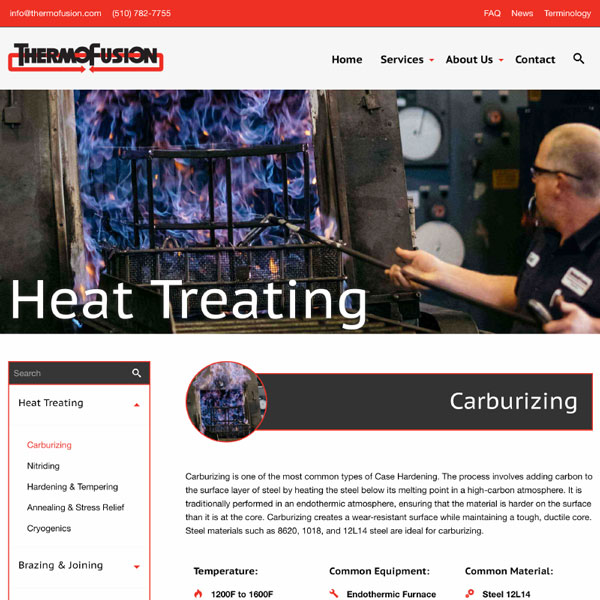 info@thermofusion.com (510) 782-7755 FAQ News Terminology
THERMOFUSION
Home Services About Us Contact
Heat Treating
Search
Heat Treating
Carburizing
Nitriding
Hardening & Tempering
Annealing & Stress Relief
Cryogenics
Brazing & Joining
Carburizing
Carburizing is one of the most common types of Case Hardening. The process involves adding carbon to
the surface layer of steel by heating the steel below its melting point in a high-carbon atmosphere. It is
traditionally performed in an endothermic atmosphere, ensuring that the material is harder on the surface
than it is at the core. Carburizing creates a wear-resistant surface while maintaining a tough, ductile core.
Steel materials such as 8620, 1018, and 12L14 steel are ideal for carburizing.
Temperature: Common Equipment: Common Material:
1200F to 1600F Endothermic Furnace Steel 12L14